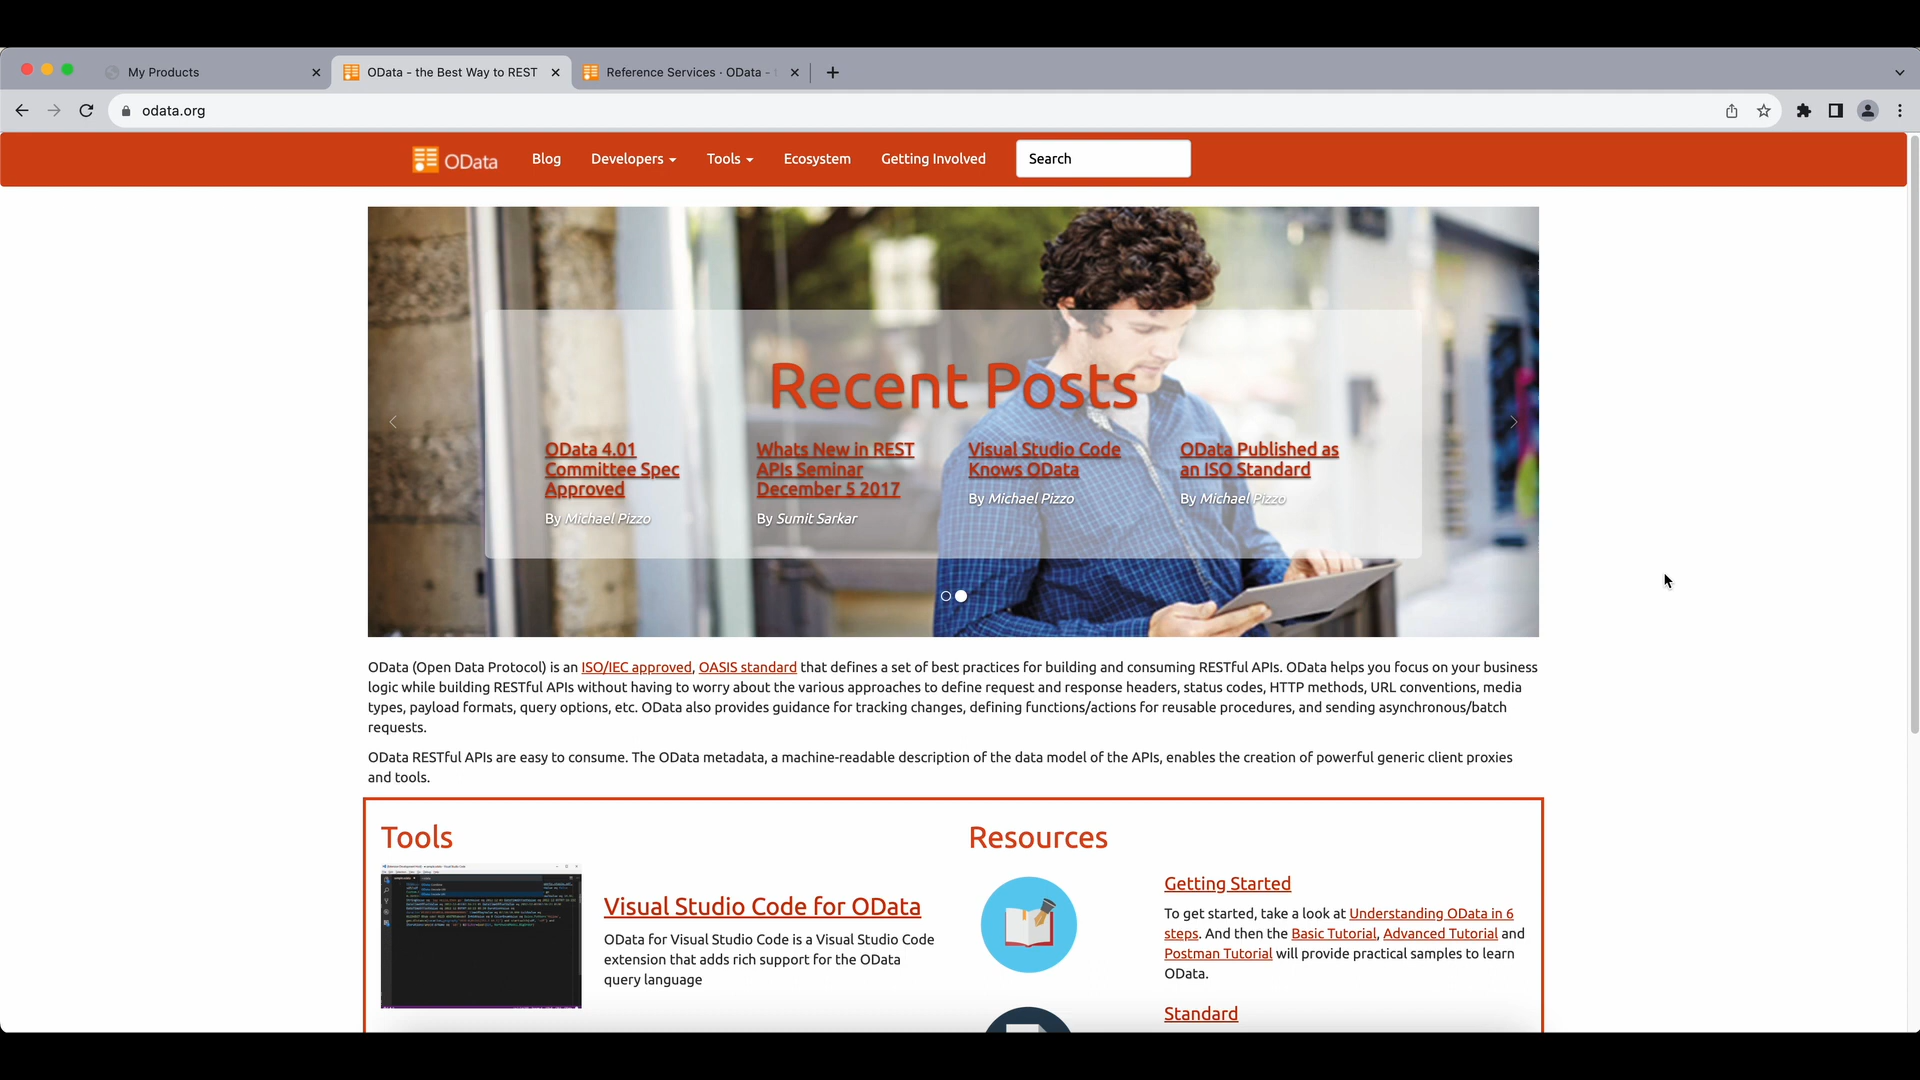 My Products
OData - the Best Way to REST
Reference Services · OData -
odata.org
OData
Blog
Developers
Tools
Ecosystem
Getting Involved
Search
Recent Posts
OData 4.01
Committee Spec
Approved
By Michael Pizzo
Whats New in REST
APIs Seminar
December 5 2017
By Sumit Sarkar
Visual Studio Code
Knows OData
By Michael Pizzo
OData Published as
an ISO Standard
By Michael Pizzo
OData (Open Data Protocol) is an ISO/IEC approved, OASIS standard that defines a set of best practices for building and consuming RESTful APIs. OData helps you focus on your business
logic while building RESTful APIs without having to worry about the various approaches to define request and response headers, status codes, HTTP methods, URL conventions, media
types, payload formats, query options, etc. OData also provides guidance for tracking changes, defining functions/actions for reusable procedures, and sending asynchronous/batch
requests.
OData RESTful APIs are easy to consume. The OData metadata, a machine-readable description of the data model of the APIs, enables the creation of powerful generic client proxies
and tools.
Tools
Visual Studio Code for OData
OData for Visual Studio Code is a Visual Studio Code
extension that adds rich support for the OData
query language
Resources
Getting Started
To get started, take a look at Understanding OData in 6
steps. And then the Basic Tutorial, Advanced Tutorial and
Postman Tutorial will provide practical samples to learn
OData.
Standard